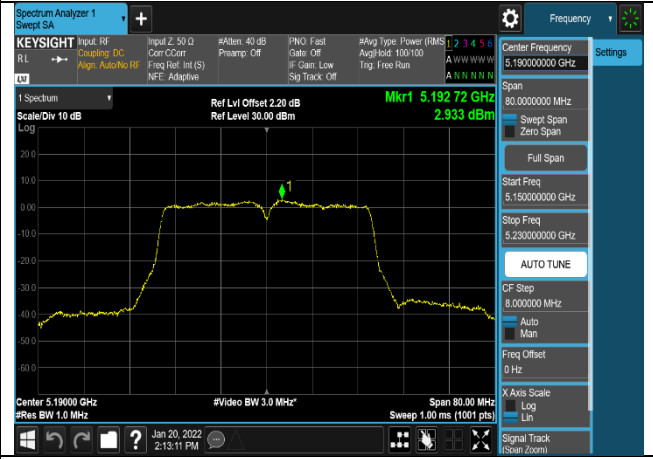 Spectrum Analyzer 1
Swept SA
+
Frequency
KEYSIGHT
RL
LXI
Input: RF
Coupling: DC
Align: Auto/No RF
Input Z: 50 Ω
Corr CCorr
Freq Ref: Int (S)
NFE: Adaptive
#Atten: 40 dB
Preamp: Off
PNO: Fast
Gate: Off
IF Gain: Low
Sig Track: Off
#Avg Type: Power (RMS
Avg|Hold: 100/100
Trig: Free Run
1 2 3 4 5 6
A W W W W W
A N N N N N
Center Frequency
5.190000000 GHz
Settings
Span
80.0000000 MHz
Swept Span
Zero Span
Full Span
Start Freq
5.150000000 GHz
Stop Freq
5.230000000 GHz
AUTO TUNE
CF Step
8.000000 MHz
Auto
Man
Freq Offset
0 Hz
X Axis Scale
Log
Lin
Signal Track
(Span Zoom)
1 Spectrum
Scale/Div 10 dB
Ref Lvl Offset 2.20 dB
Ref Level 30.00 dBm
Mkr1 5.192 72 GHz
2.933 dBm
Log
20.0
10.0
0.00
-10.0
-20.0
-30.0
-40.0
-50.0
-60.0
1
Center 5.19000 GHz
#Res BW 1.0 MHz
#Video BW 3.0 MHz*
Span 80.00 MHz
Sweep 1.00 ms (1001 pts)
?
Jan 20, 2022
2:13:11 PM